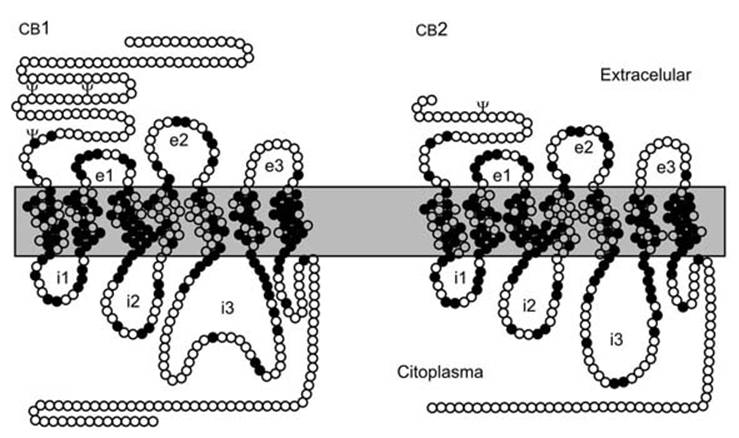 CB1
CB2
Extracelular
Ψ Ψ
Ψ
Ψ
e1
e2
e3
e1
e2
e3
i1
i2
i3
i1
i2
i3
Citoplasma